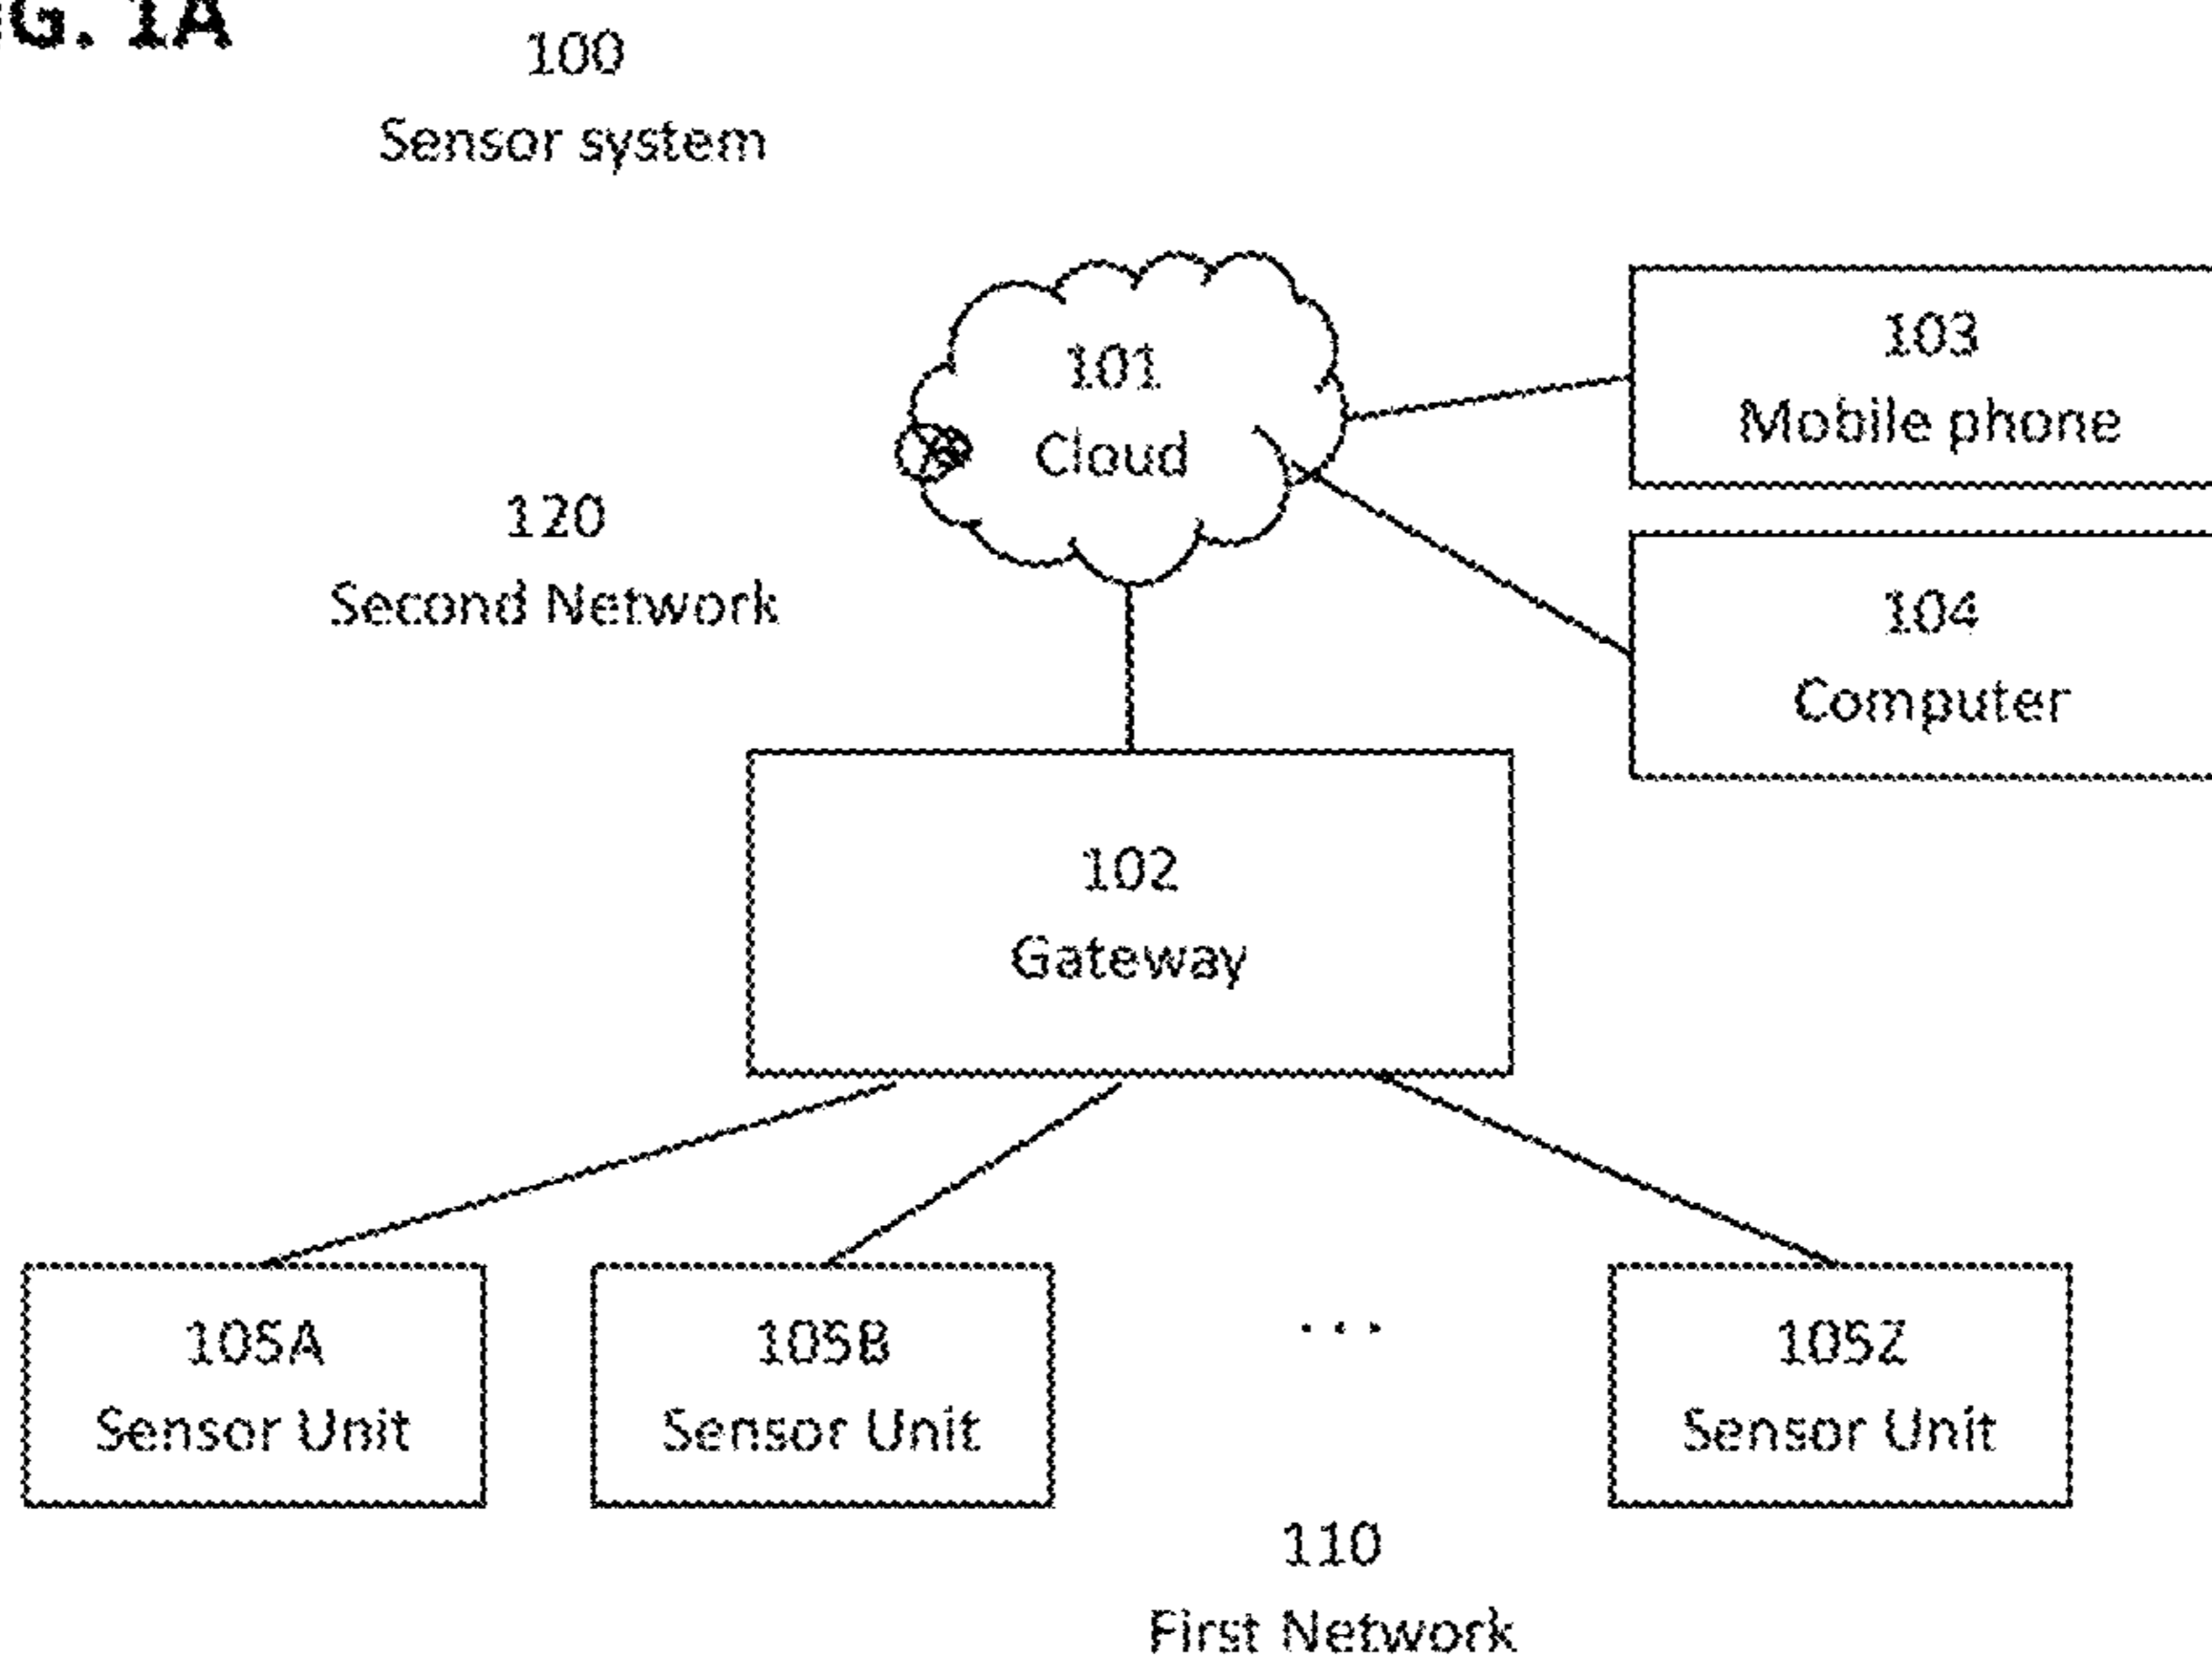 G. 1A
100
Sensor system
101
Cloud
103
Mobile phone
120
Second Network
104
Computer
102
Gateway
105A
Sensor Unit
105B
Sensor Unit
...
105Z
Sensor Unit
110
First Network